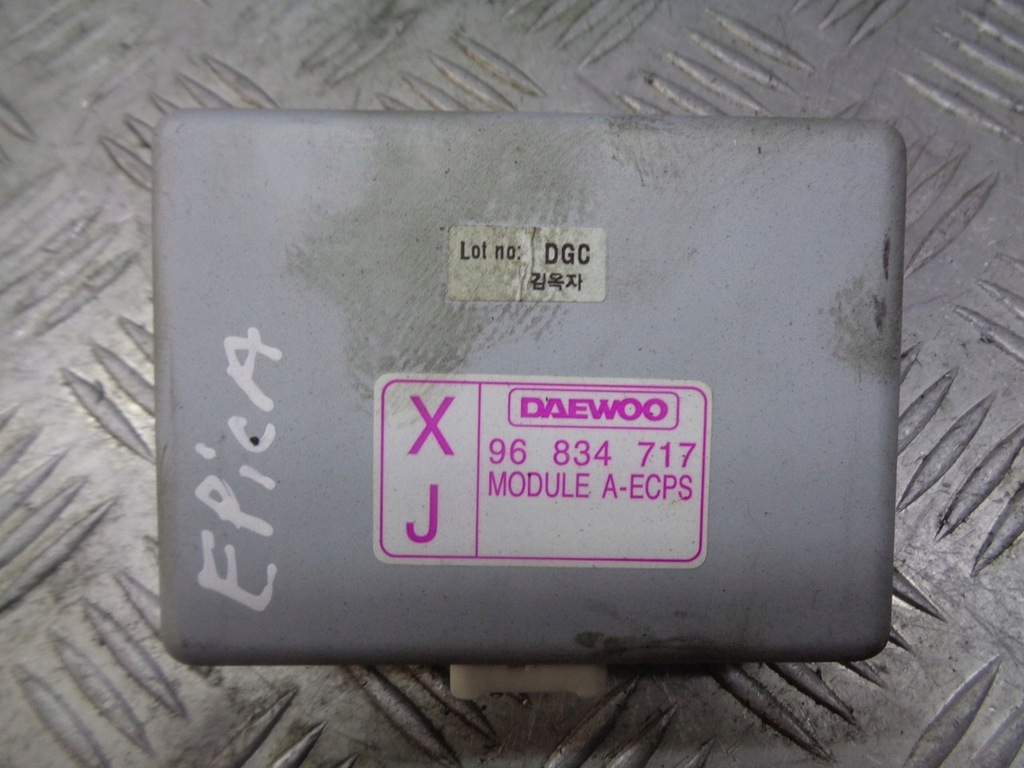 Lot no: DGC
김옥자
EPiCA
X
J
DAEWOO
96 834 717
MODULE A-ECPS